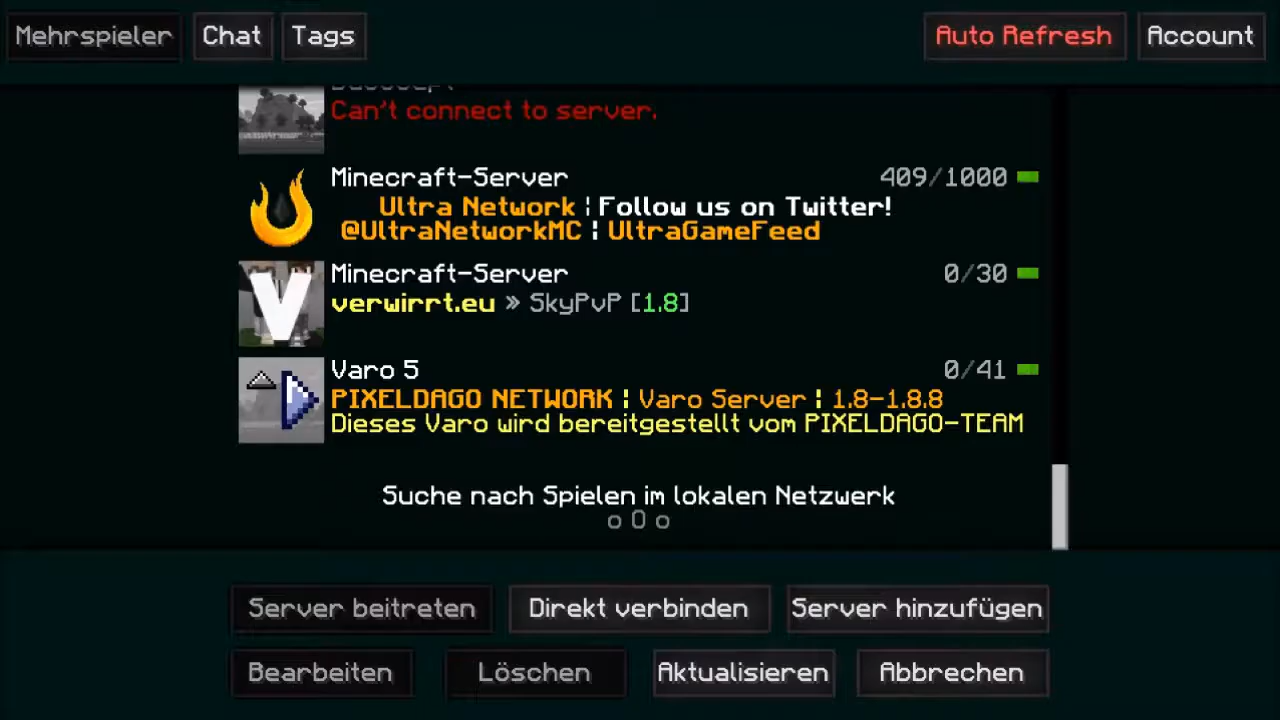 Mehrspieler Chat Tags Auto Refresh Account
Can't connect to server.
Minecraft-Server 409/1000
Ultra Network ¦ Follow us on Twitter!
@UltraNetworkMC ¦ UltraGameFeed
Minecraft-Server 0/30
V
verwirrt.eu » SkyPvP [1.8]
Varo 5 0/41
PIXELDAGO NETWORK ¦ Varo Server ¦ 1.8-1.8.8
Dieses Varo wird bereitgestellt vom PIXELDAGO-TEAM
Suche nach Spielen im lokalen Netzwerk
o O o
Server beitreten Direkt verbinden Server hinzufügen
Bearbeiten Löschen Aktualisieren Abbrechen